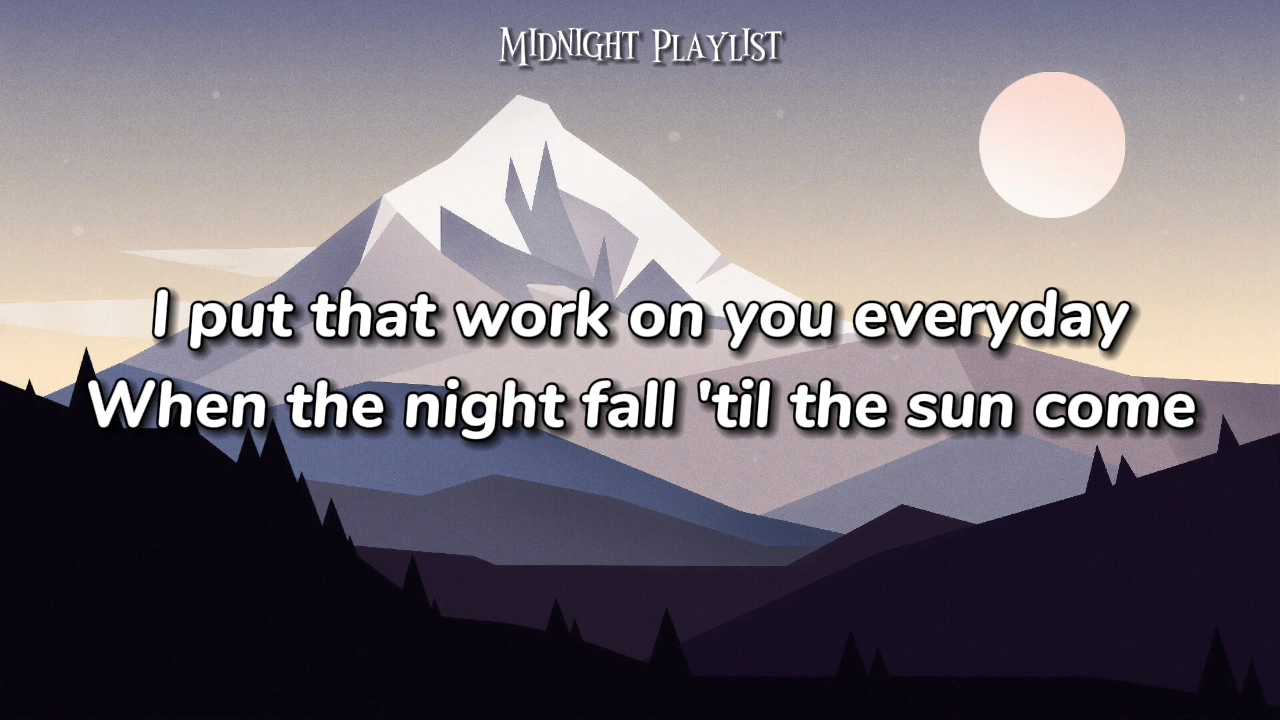 Midnight Playlist
I put that work on you everyday
When the night fall 'til the sun come